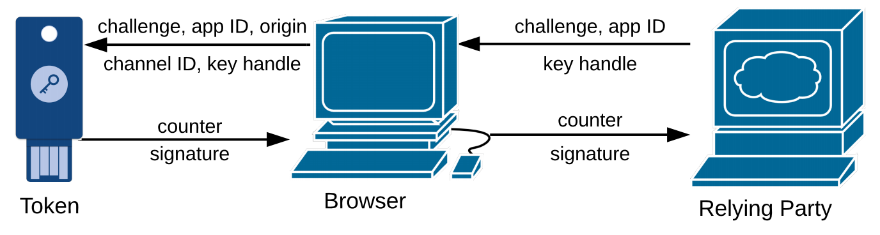 challenge, app ID, origin
channel ID, key handle
challenge, app ID
key handle
counter
signature
counter
signature
Token
Browser
Relying Party